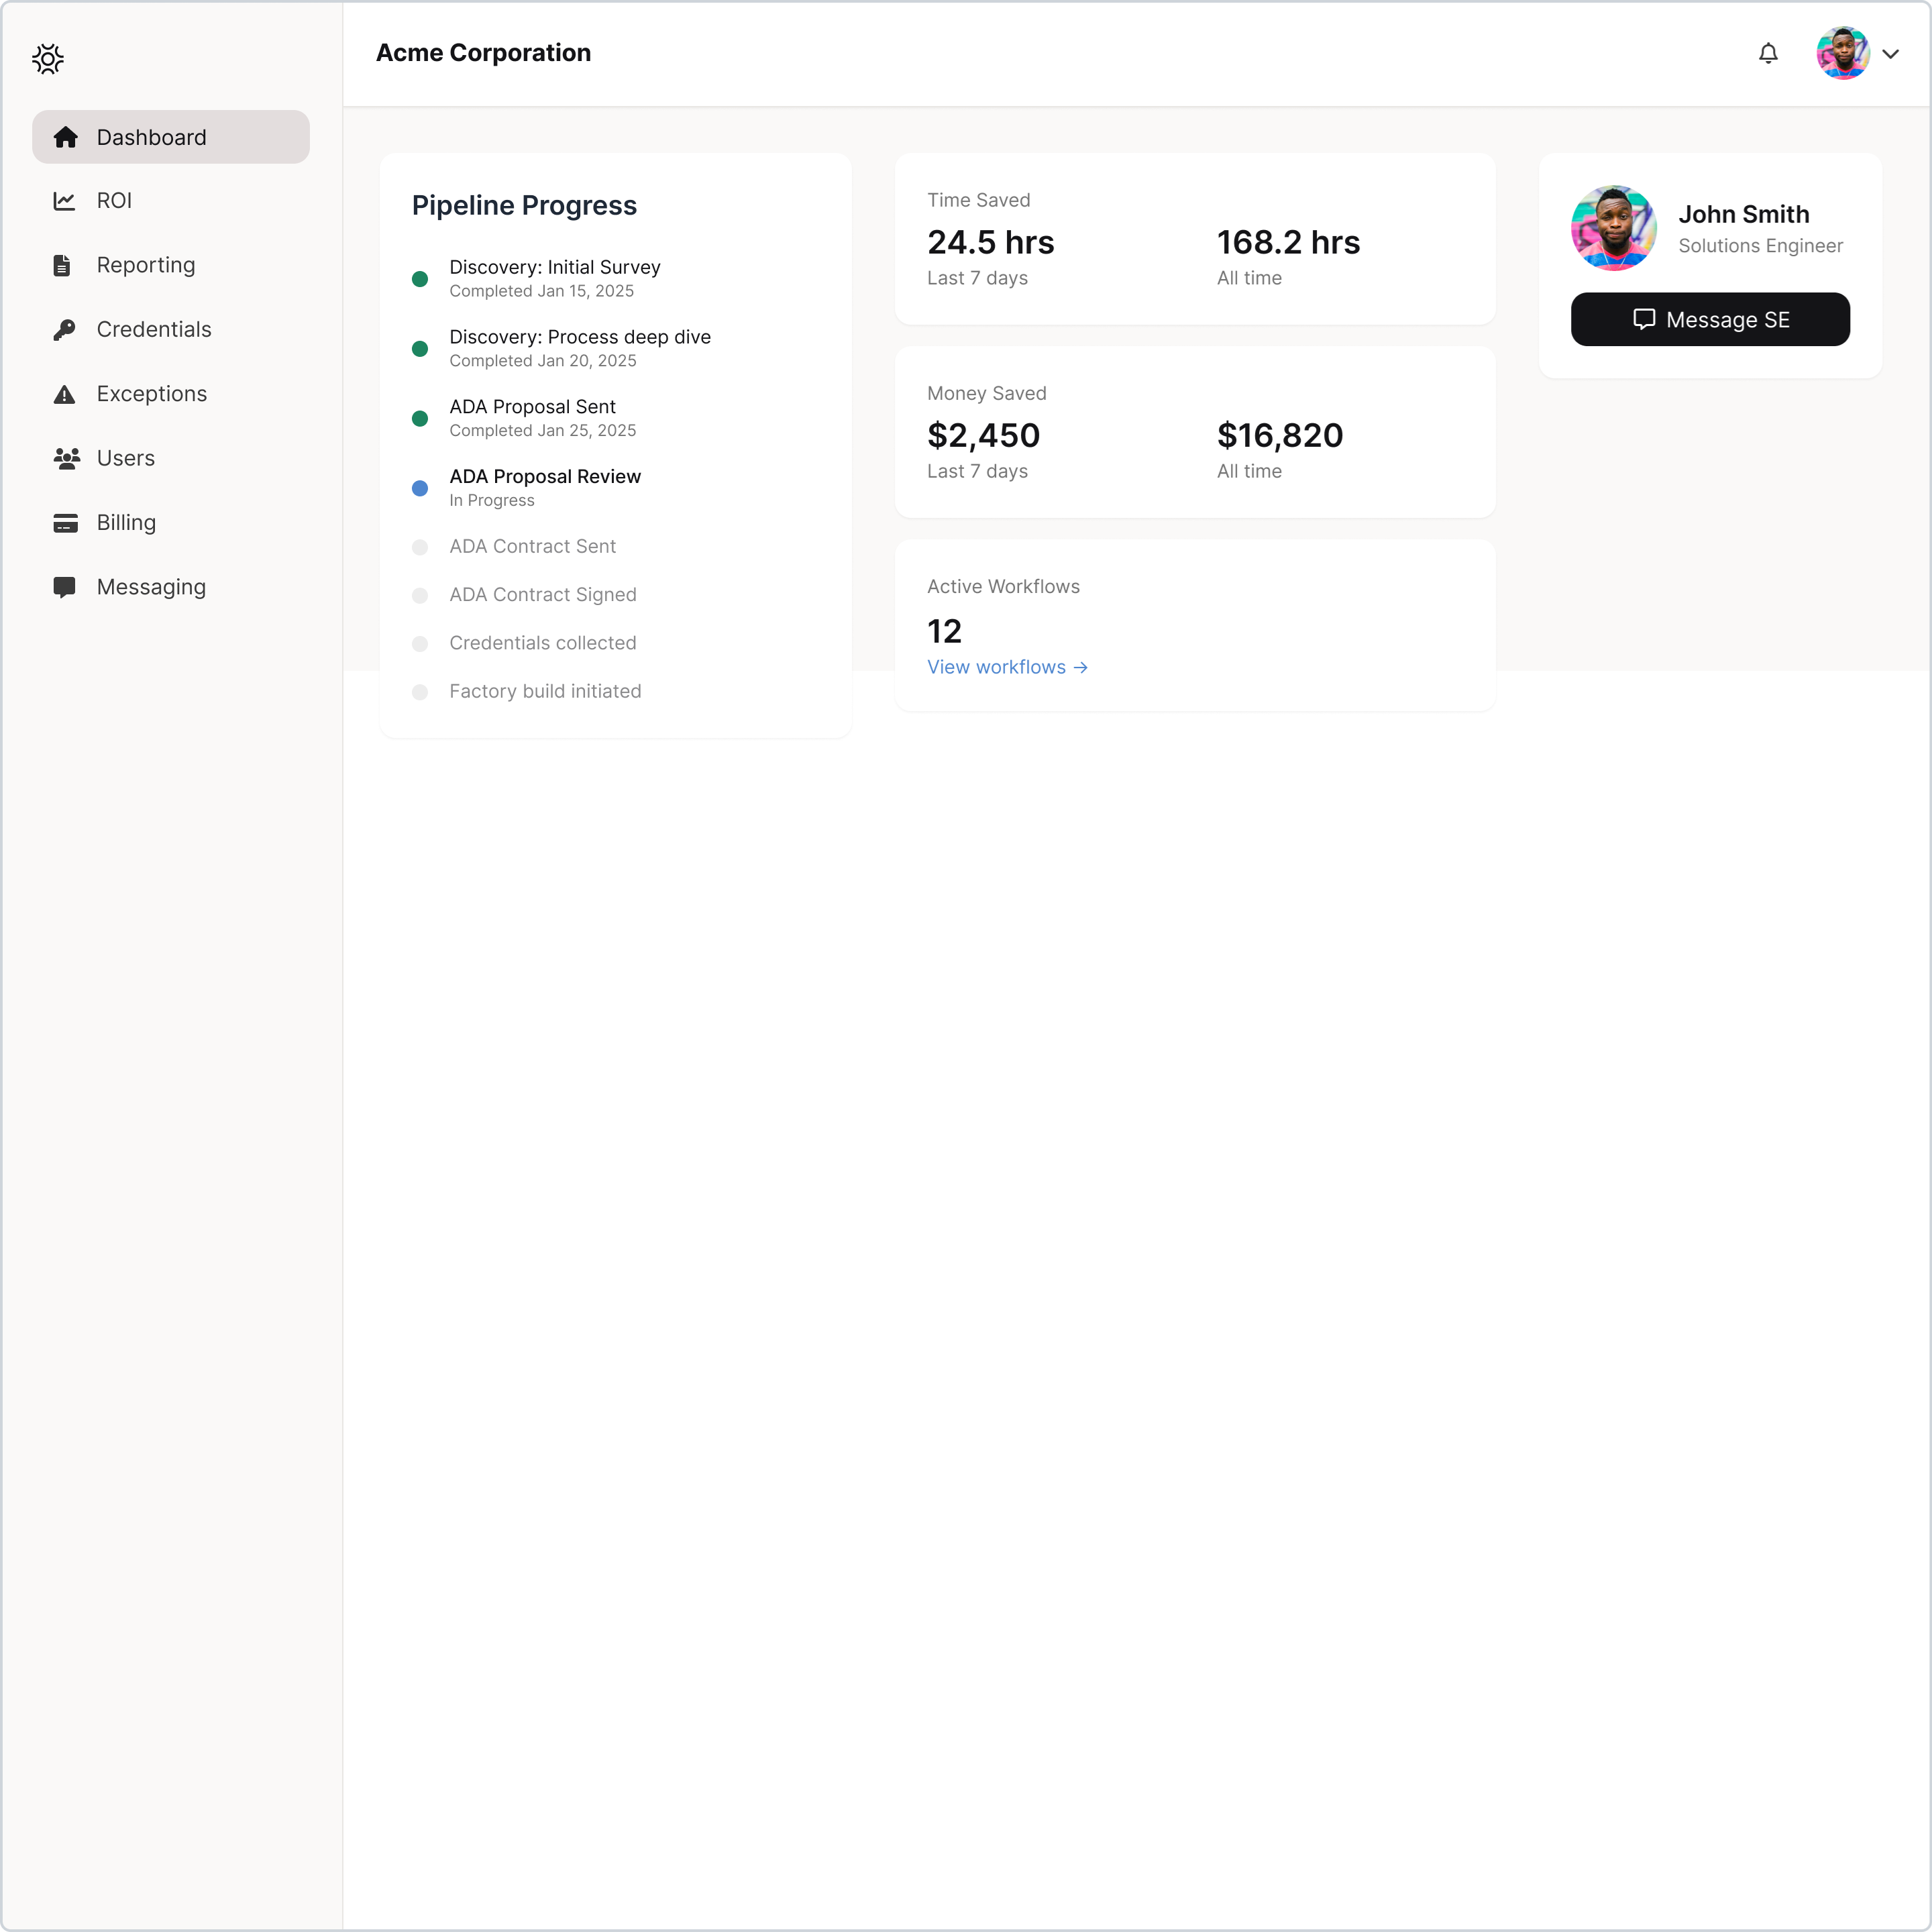 Acme Corporation
Dashboard
ROI
Reporting
Credentials
Exceptions
Users
Billing
Messaging
Pipeline Progress
Discovery: Initial Survey
Completed Jan 15, 2025
Discovery: Process deep dive
Completed Jan 20, 2025
ADA Proposal Sent
Completed Jan 25, 2025
ADA Proposal Review
In Progress
ADA Contract Sent
ADA Contract Signed
Credentials collected
Factory build initiated
Time Saved
24.5 hrs
Last 7 days
168.2 hrs
All time
Money Saved
$2,450
Last 7 days
$16,820
All time
Active Workflows
12
View workflows →
John Smith
Solutions Engineer
Message SE